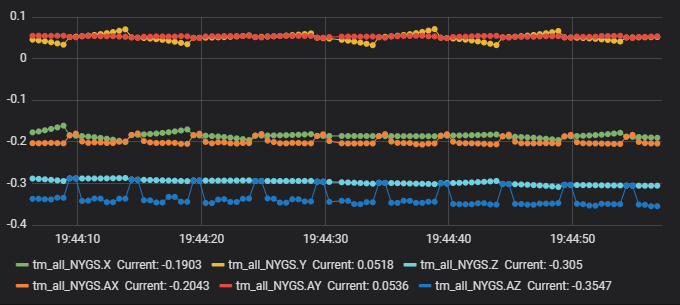 0.1
0
-0.1
-0.2
-0.3
-0.4
19:44:10 19:44:20 19:44:30 19:44:40 19:44:50
tm_all_NYGS.X Current: -0.1903 tm_all_NYGS.Y Current: 0.0518 tm_all_NYGS.Z Current: -0.305
tm_all_NYGS.AX Current: -0.2043 tm_all_NYGS.AY Current: 0.0536 tm_all_NYGS.AZ Current: -0.3547